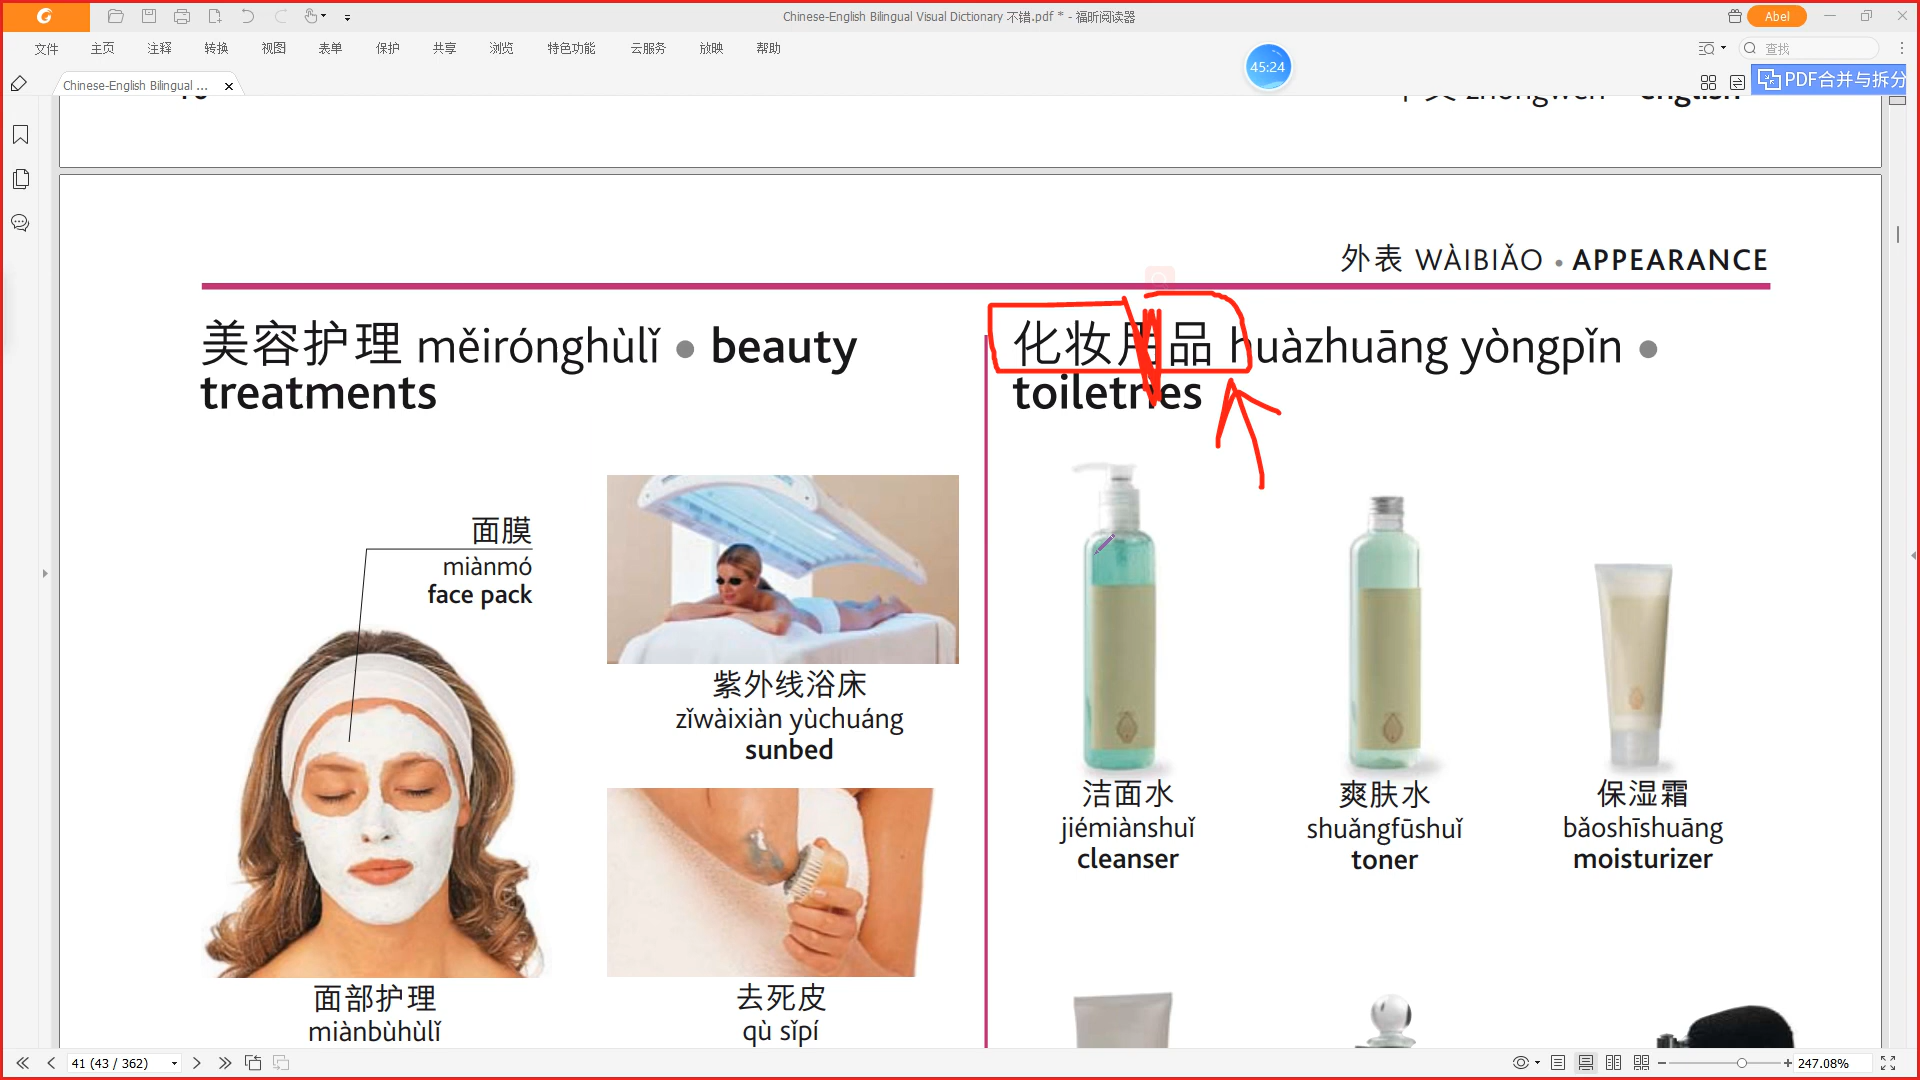 Chinese-English Bilingual Visual Dictionary 不错.pdf * - 福昕阅读器
Abel
文件 主页 注释 转换 视图 表单 保护 共享 浏览 特色功能 云服务 放映 帮助
45:24
查找
Chinese-English Bilingual ...
PDF合并与拆分
zhōngwén english
外表 WÀIBIǍO • APPEARANCE
美容护理 měirónghùlǐ ● beauty
treatments
化妆用品 huàzhuāng yòngpǐn ●
toiletries
面膜
miànmó
face pack
紫外线浴床
zǐwàixiàn yùchuáng
sunbed
面部护理
miànbùhùlǐ
去死皮
qù sǐpí
洁面水
jiémiànshuǐ
cleanser
爽肤水
shuǎngfūshuǐ
toner
保湿霜
bǎoshīshuāng
moisturizer
41 (43 / 362)
247.08%